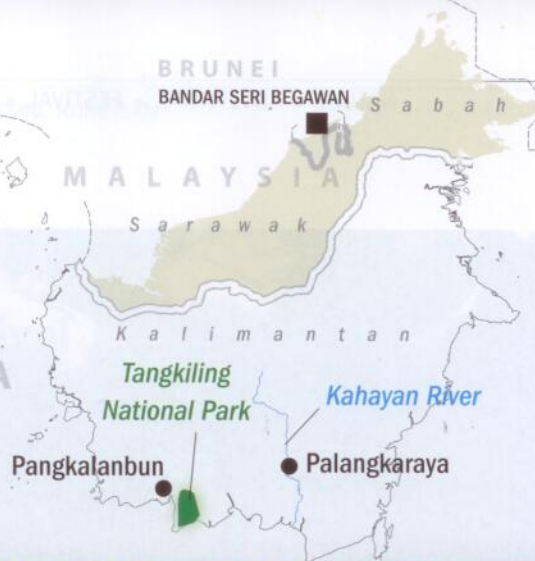 BRUNEI
BANDAR SERI BEGAWAN
Sabah
MALAYSIA
Sarawak
Kalimantan
Tangkiling
National Park
Kahayan River
Pangkalanbun
Palangkaraya
A